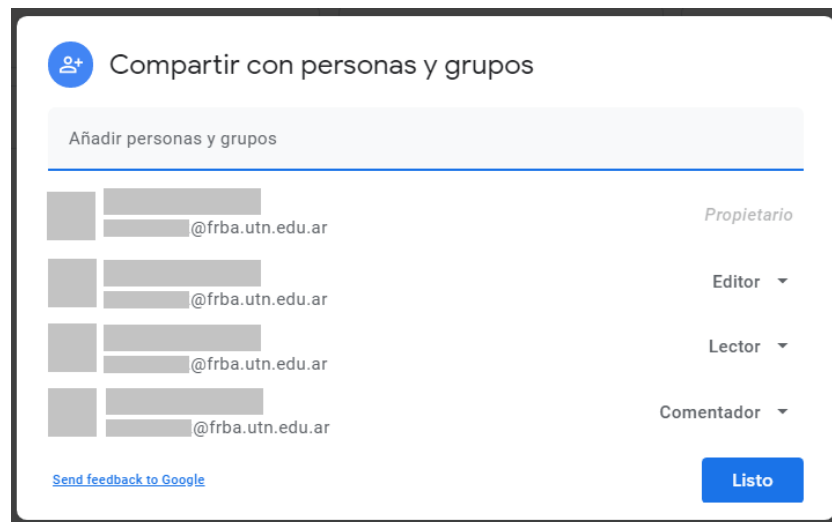 Compartir con personas y grupos
Añadir personas y grupos
@frba.utn.edu.ar
Propietario
@frba.utn.edu.ar
Editor
@frba.utn.edu.ar
Lector
@frba.utn.edu.ar
Comentador
Send feedback to Google
Listo